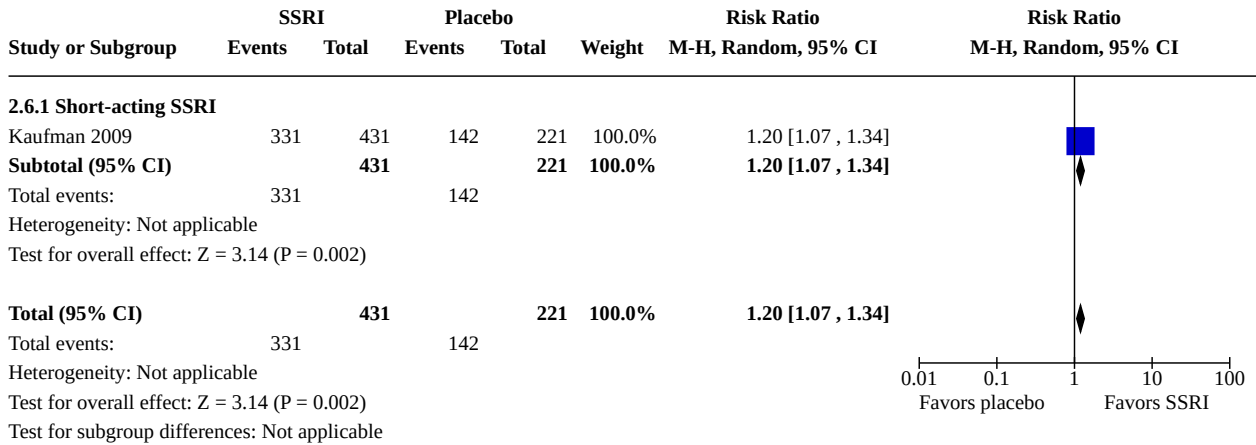 SSRI Placebo Risk Ratio Risk Ratio
Study or Subgroup Events Total Events Total Weight M-H, Random, 95% CI M-H, Random, 95% CI
2.6.1 Short-acting SSRI
Kaufman 2009 331 431 142 221 100.0% 1.20 [1.07 , 1.34]
Subtotal (95% CI) 431 221 100.0% 1.20 [1.07 , 1.34]
Total events: 331 142
Heterogeneity: Not applicable
Test for overall effect: Z = 3.14 (P = 0.002)
Total (95% CI) 431 221 100.0% 1.20 [1.07 , 1.34]
Total events: 331 142
Heterogeneity: Not applicable
0.01 0.1 1 10 100
Test for overall effect: Z = 3.14 (P = 0.002) Favors placebo Favors SSRI
Test for subgroup differences: Not applicable